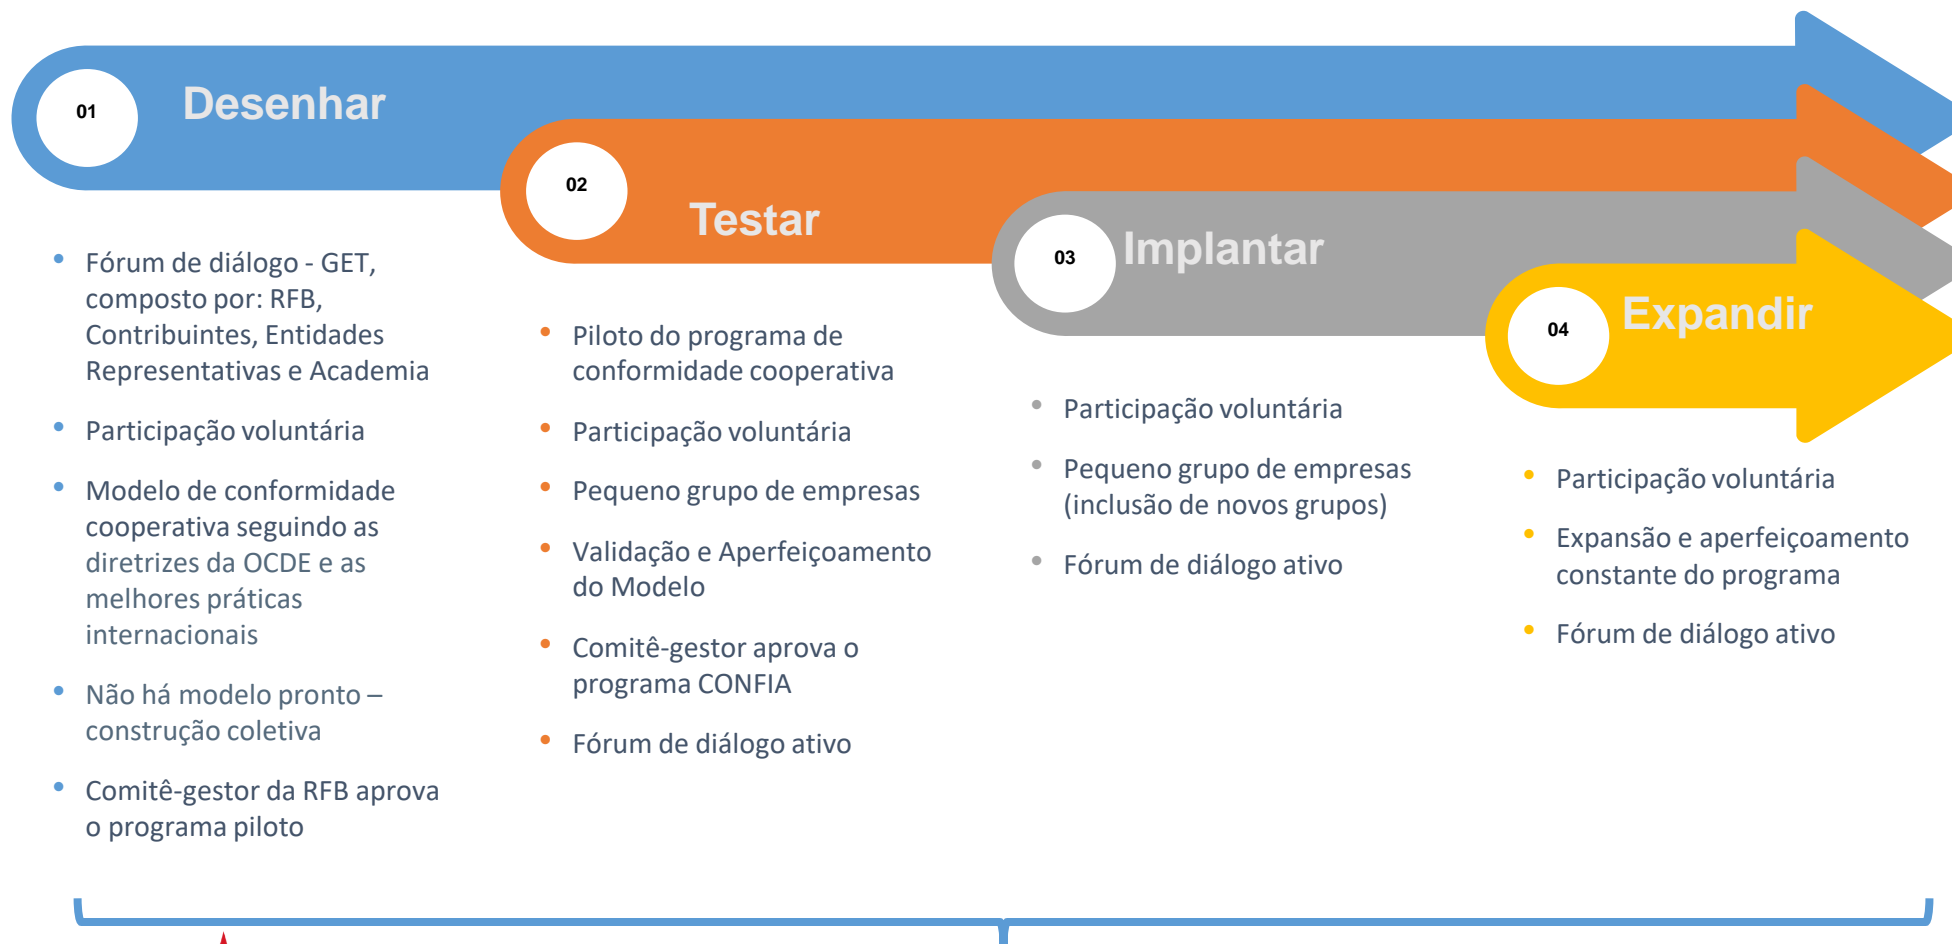 01
Desenhar
Fórum de diálogo - GET,
composto por: RFB,
Contribuintes, Entidades
Representativas e Academia
Participação voluntária
Modelo de conformidade
cooperativa seguindo as
diretrizes da OCDE e as
melhores práticas
internacionais
Não há modelo pronto –
construção coletiva
Comitê-gestor da RFB aprova
o programa piloto
02
Testar
Piloto do programa de
conformidade cooperativa
Participação voluntária
Pequeno grupo de empresas
Validação e Aperfeiçoamento
do Modelo
Comitê-gestor aprova o
programa CONFIA
Fórum de diálogo ativo
03
Implantar
Participação voluntária
Pequeno grupo de empresas
(inclusão de novos grupos)
Fórum de diálogo ativo
04
Expandir
Participação voluntária
Expansão e aperfeiçoamento
constante do programa
Fórum de diálogo ativo